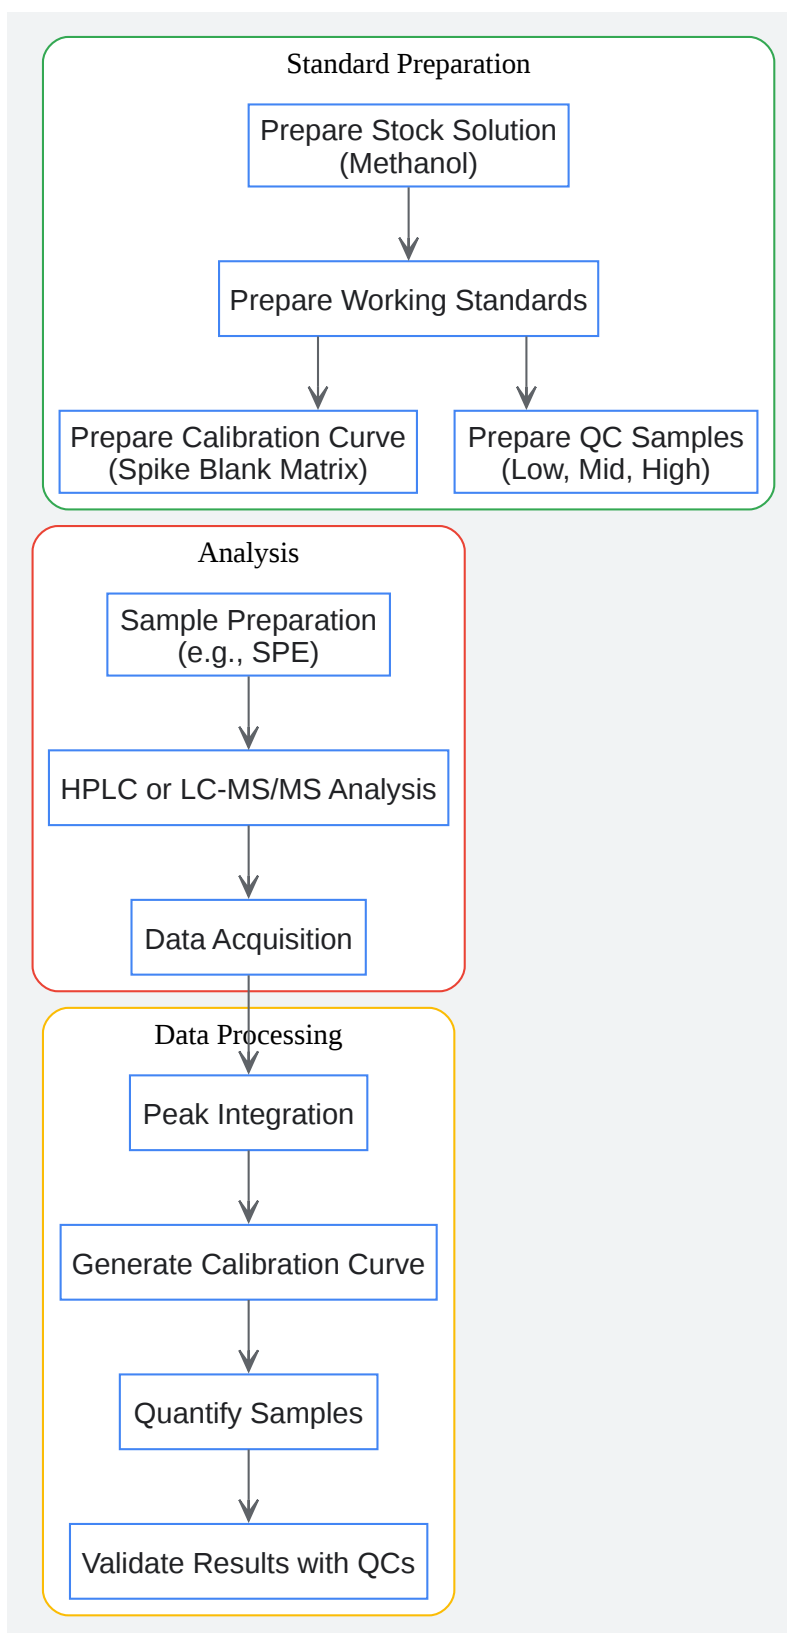 Standard Preparation
Prepare Stock Solution
(Methanol)
Prepare Working Standards
Prepare Calibration Curve
(Spike Blank Matrix)
Prepare QC Samples
(Low, Mid, High)
Analysis
Sample Preparation
(e.g., SPE)
HPLC or LC-MS/MS Analysis
Data Acquisition
Data Processing
Peak Integration
Generate Calibration Curve
Quantify Samples
Validate Results with QCs